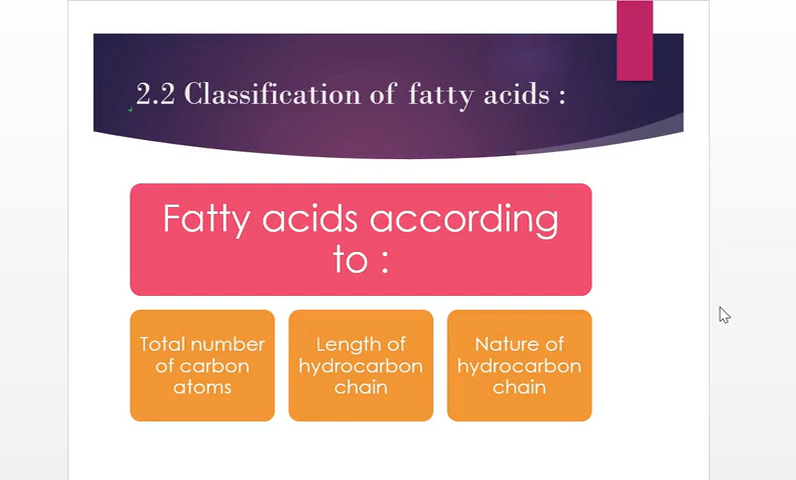 2.2 Classification of fatty acids :
Fatty acids according
to :
Total number
of carbon
atoms
Length of
hydrocarbon
chain
Nature of
hydrocarbon
chain